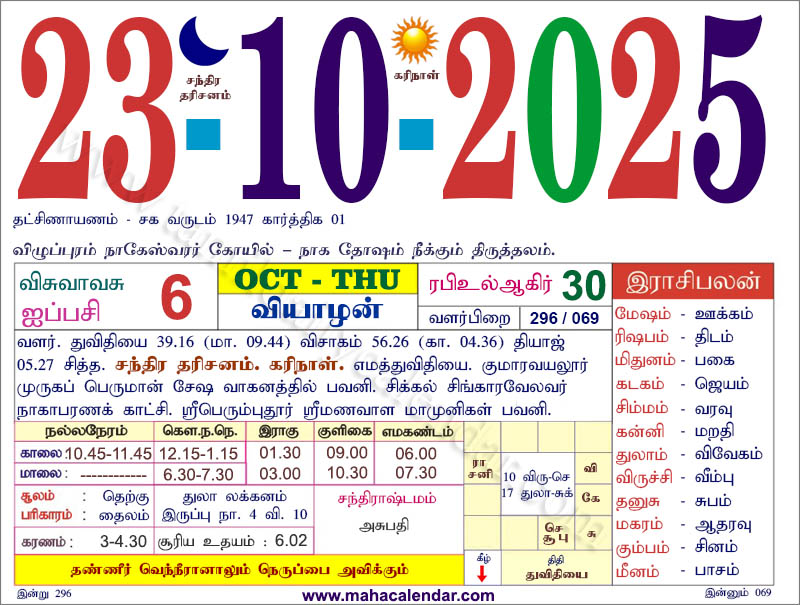 23-10-2025
சந்திர
தரிசனம்
கரிநாள்
தட்சிணாயணம் - சக வருடம் 1947 கார்த்திக 01
விழுப்புரம் நாகேஸ்வரர் கோயில் – நாக தோஷம் நீக்கும் திருத்தலம்.
விசுவாவசு
ஐப்பசி 6
OCT - THU
வியாழன்
ரபிஉல்ஆகிர் 30
வளர்பிறை 296 / 069
வளர். துவிதியை 39.16 (மா. 09.44) விசாகம் 56.26 (கா. 04.36) தியாஜ்
05.27 சித்த. சந்திர தரிசனம். கரிநாள். எமத்துவிதியை. குமாரவயலூர்
முருகப் பெருமான் சேஷ வாகனத்தில் பவனி. சிக்கல் சிங்காரவேலவர்
நாகாபரணக் காட்சி. ஸ்ரீபெரும்புதூர் ஸ்ரீமணவாள மாமுனிகள் பவனி.
இராசிபலன்
மேஷம் - ஊக்கம்
ரிஷபம் - திடம்
மிதுனம் - பகை
கடகம் - ஜெயம்
சிம்மம் - வரவு
கன்னி - மறதி
துலாம் - விவேகம்
விருச்சி - வீம்பு
தனுசு - சுபம்
மகரம் - ஆதரவு
கும்பம் - சினம்
மீனம் - பாசம்
நல்லநேரம் கௌ.ந.நெ. இராகு குளிகை எமகண்டம்
காலை: 10.45-11.45 12.15-1.15 01.30 09.00 06.00
மாலை: ------------ 6.30-7.30 03.00 10.30 07.30
சூலம் : தெற்கு
பரிகாரம் : தைலம்
துலா லக்கனம்
இருப்பு நா. 4 வி. 10
சந்திராஷ்டமம்
அசுபதி
கரணம் : 3-4.30 சூரிய உதயம் : 6.02
ரா
சனி
10 விரு-செ
17 துலா-சுக்
வி
கே
செ
சூ பு
சு
தண்ணீர் வெந்நீரானாலும் நெருப்பை அவிக்கும்
கீழ்
திதி
துவிதியை
இன்று 296
www.mahacalendar.com
இன்னும் 069